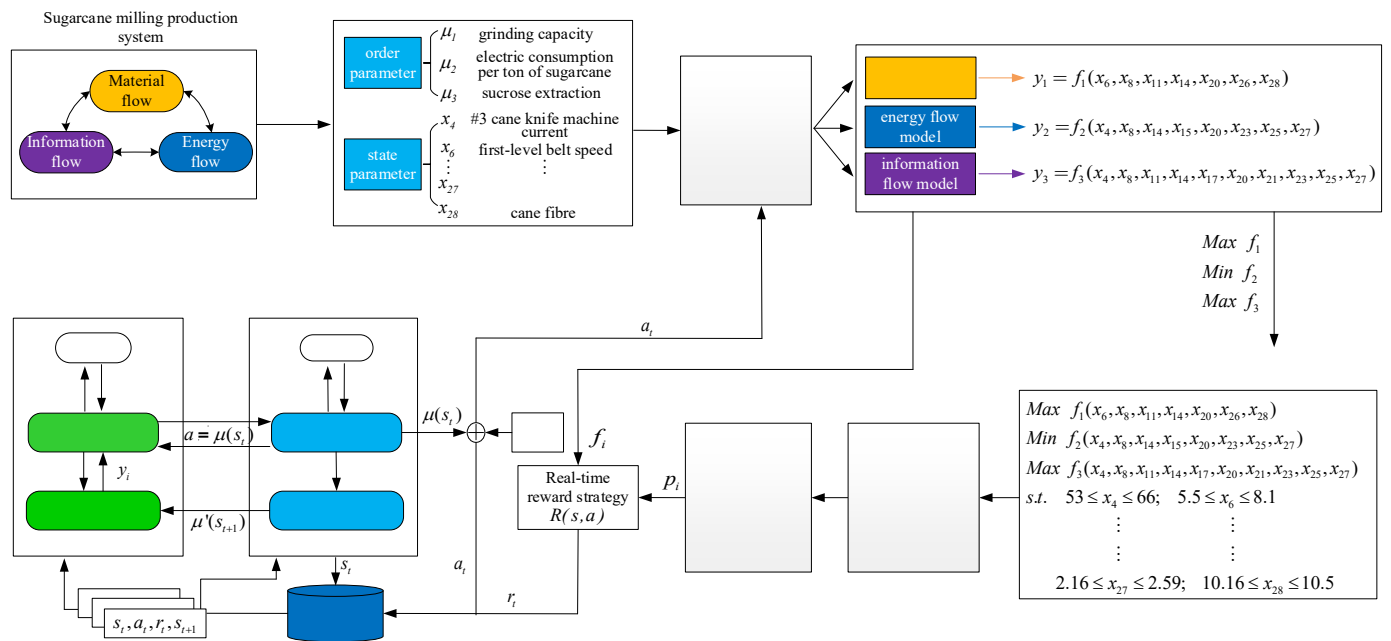 Sugarcane milling production
system
Material
flow
Information
flow
Energy
flow
order
parameter
μ₁ grinding capacity
μ₂ electric consumption
per ton of sugarcane
μ₃ sucrose extraction
state
parameter
x₄ #3 cane knife machine
current
x₆ first-level belt speed
⋮ ⋮
x₂₇
x₂₈ cane fibre
y₁ = f₁(x₆, x₈, x₁₁, x₁₄, x₂₀, x₂₆, x₂₈)
energy flow
model
y₂ = f₂(x₄, x₈, x₁₄, x₁₅, x₂₀, x₂₃, x₂₅, x₂₇)
information
flow model
y₃ = f₃(x₄, x₈, x₁₁, x₁₄, x₁₇, x₂₀, x₂₁, x₂₃, x₂₅, x₂₇)
Max f₁
Min f₂
Max f₃
aₜ
μ(sₜ)
a = μ(sₜ)
yᵢ
μ'(sₜ₊₁)
fᵢ
Real-time
reward strategy
R(s,a)
pᵢ
Max f₁(x₆, x₈, x₁₁, x₁₄, x₂₀, x₂₆, x₂₈)
Min f₂(x₄, x₈, x₁₄, x₁₅, x₂₀, x₂₃, x₂₅, x₂₇)
Max f₃(x₄, x₈, x₁₁, x₁₄, x₁₇, x₂₀, x₂₁, x₂₃, x₂₅, x₂₇)
s.t. 53 ≤ x₄ ≤ 66; 5.5 ≤ x₆ ≤ 8.1
⋮ ⋮
⋮ ⋮
2.16 ≤ x₂₇ ≤ 2.59; 10.16 ≤ x₂₈ ≤ 10.5
sₜ
aₜ
rₜ
sₜ, aₜ, rₜ, sₜ₊₁